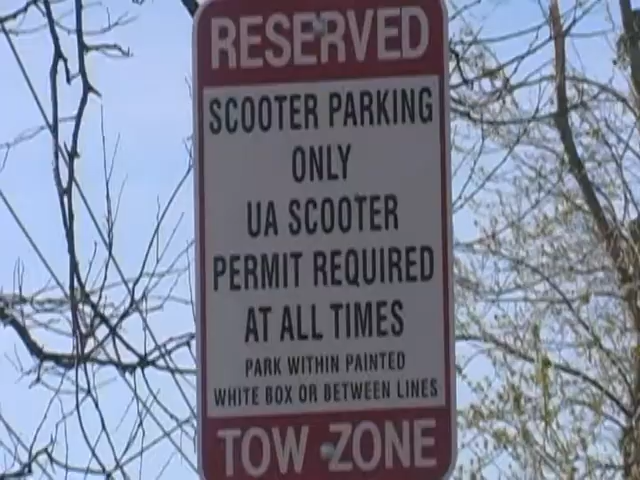 RESERVED
SCOOTER PARKING
ONLY
UA SCOOTER
PERMIT REQUIRED
AT ALL TIMES
PARK WITHIN PAINTED
WHITE BOX OR BETWEEN LINES
TOW ZONE